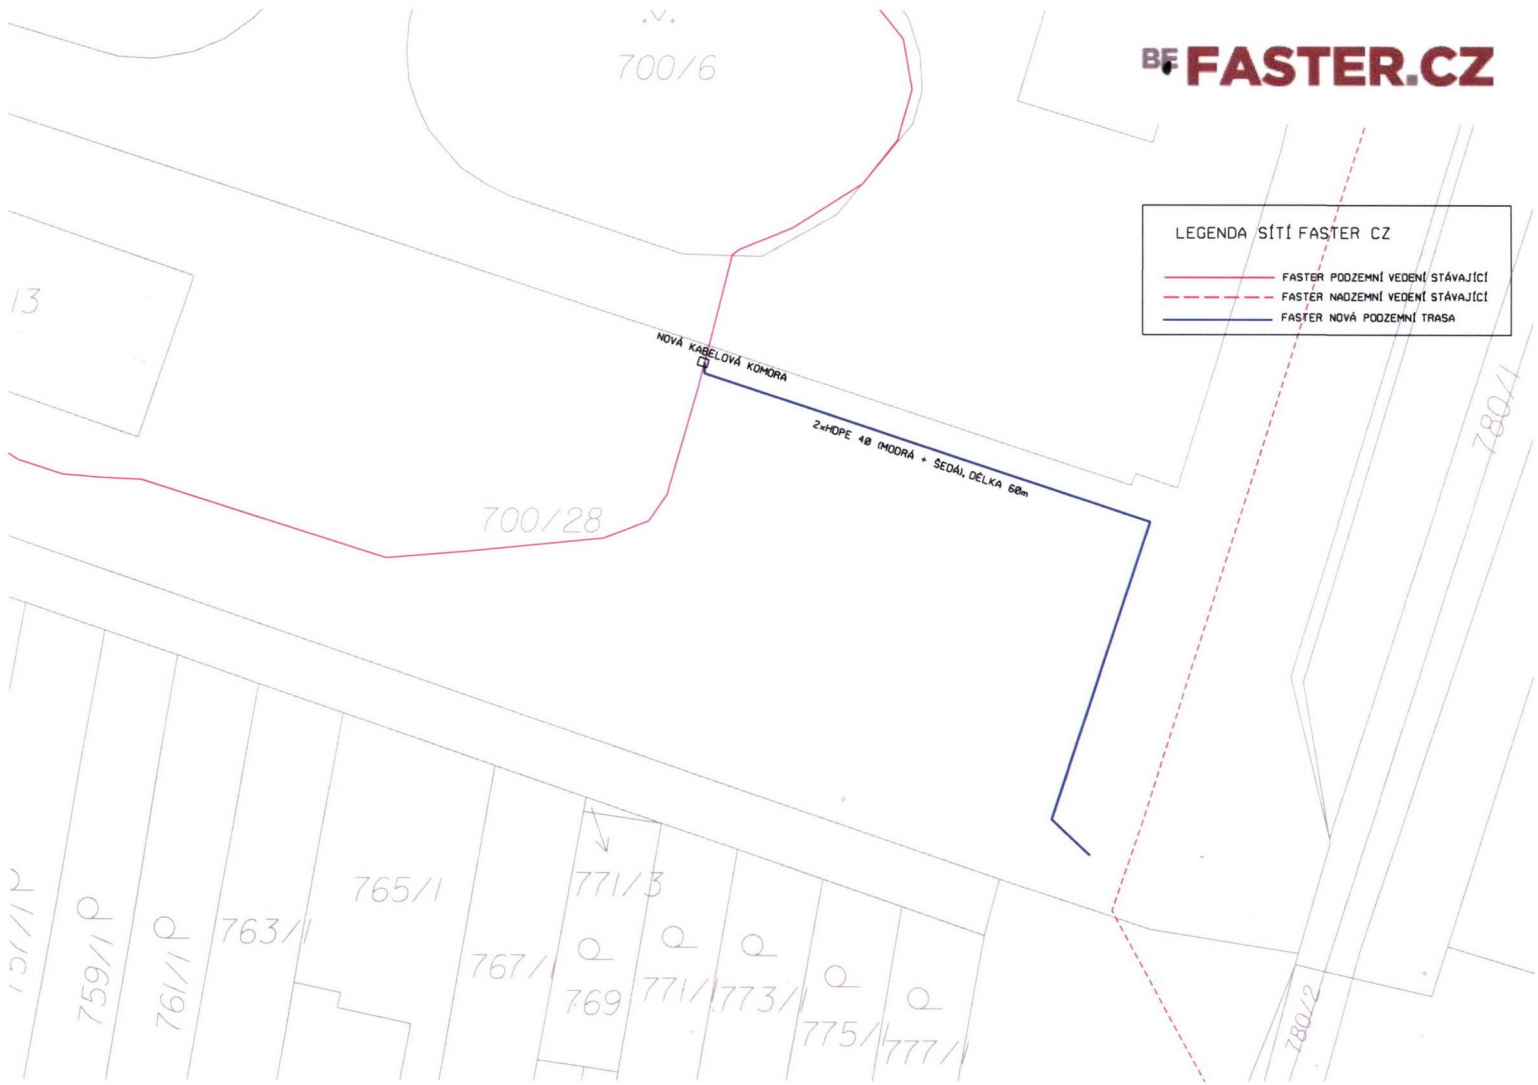 700/6
BE FASTER.CZ
LEGENDA SÍTÍ FASTER CZ
FASTER PODZEMNÍ VEDENÍ STÁVAJÍCÍ
FASTER NADZEMNÍ VEDENÍ STÁVAJÍCÍ
FASTER NOVÁ PODZEMNÍ TRASA
13
NOVÁ KABELOVÁ KOMORA
780/1
2xHDPE 40 (MODRÁ + ŠEDÁ), DÉLKA 60m
700/28
765/1
771/3
759/1
761/1
763/1
767/1
769
771/1
773/1
775/1
777/1
780/2